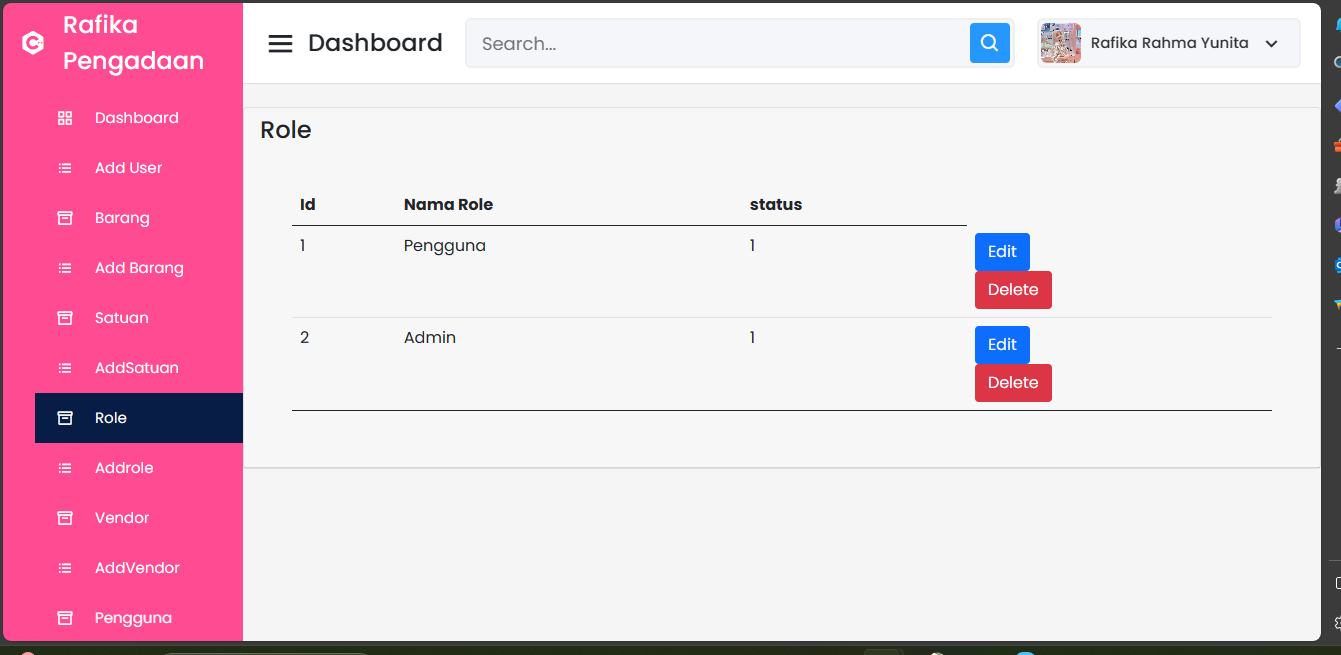 Rafika
Pengadaan
Dashboard
Add User
Barang
Add Barang
Satuan
AddSatuan
Role
Addrole
Vendor
AddVendor
Pengguna
Dashboard
Search...
Rafika Rahma Yunita
Role
Id Nama Role status
1 Pengguna 1 Edit
Delete
2 Admin 1 Edit
Delete